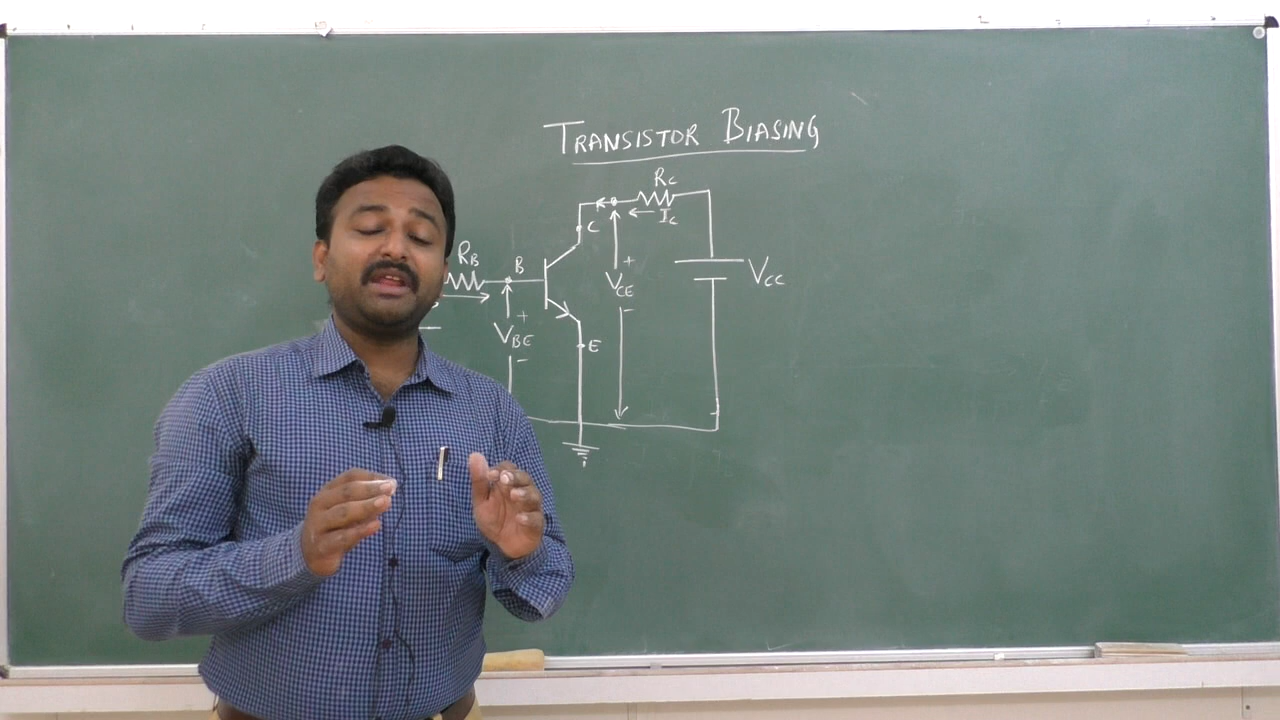 TRANSISTOR BIASING
RC
IC
C
RB
B
+
VCE
-
VCC
+
VBE
-
E